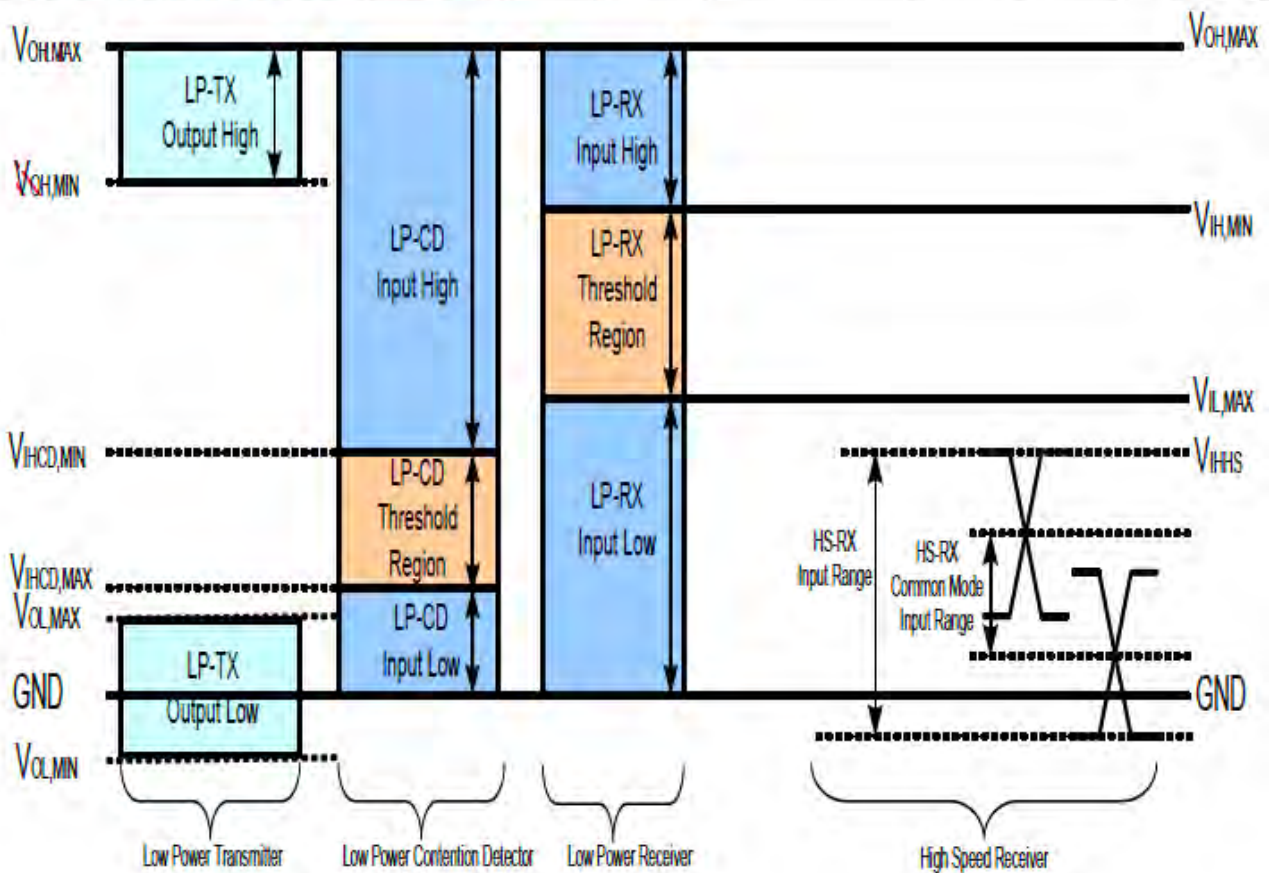 VOH,MAX
VOH,MAX
LP-TX
Output High
LP-RX
Input High
VOH,MIN
VIH,MIN
LP-CD
Input High
LP-RX
Threshold
Region
VIL,MAX
VIHCD,MIN
VIHHS
LP-CD
Threshold
Region
LP-RX
Input Low
HS-RX
Input Range
HS-RX
Common Mode
Input Range
VIHCD,MAX
VOL,MAX
LP-CD
Input Low
LP-TX
Output Low
GND
GND
VOL,MIN
Low Power Transmitter
Low Power Contention Detector
Low Power Receiver
High Speed Receiver